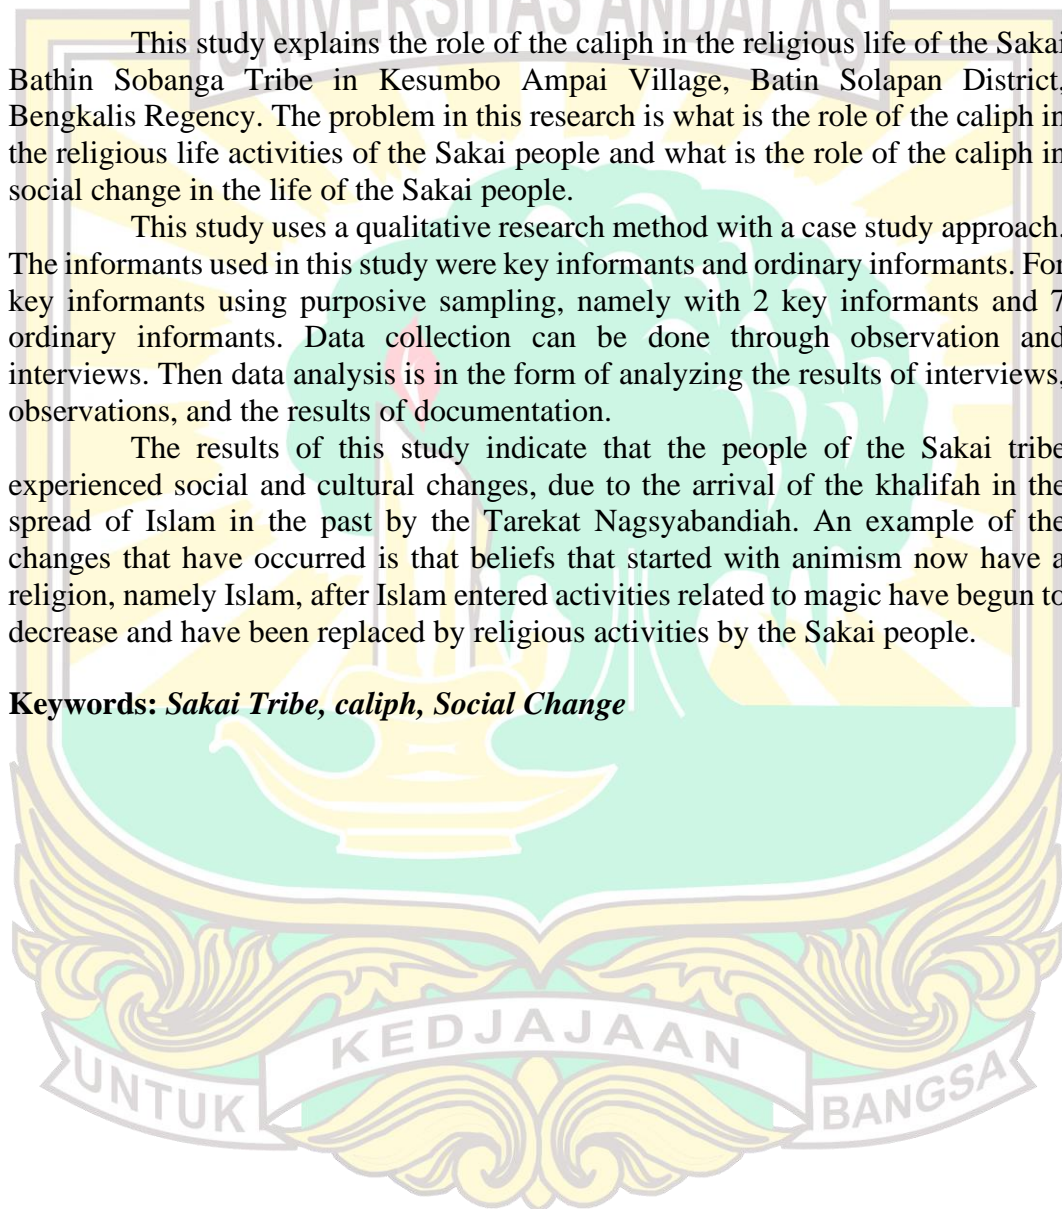 UNIVERSITAS ANDALAS
This study explains the role of the caliph in the religious life of the Sakai
Bathin Sobanga Tribe in Kesumbo Ampai Village, Batin Solapan District,
Bengkalis Regency. The problem in this research is what is the role of the caliph in
the religious life activities of the Sakai people and what is the role of the caliph in
social change in the life of the Sakai people.
This study uses a qualitative research method with a case study approach.
The informants used in this study were key informants and ordinary informants. For
key informants using purposive sampling, namely with 2 key informants and 7
ordinary informants. Data collection can be done through observation and
interviews. Then data analysis is in the form of analyzing the results of interviews,
observations, and the results of documentation.
The results of this study indicate that the people of the Sakai tribe
experienced social and cultural changes, due to the arrival of the khalifah in the
spread of Islam in the past by the Tarekat Nagsyabandiah. An example of the
changes that have occurred is that beliefs that started with animism now have a
religion, namely Islam, after Islam entered activities related to magic have begun to
decrease and have been replaced by religious activities by the Sakai people.
Keywords: Sakai Tribe, caliph, Social Change
UNTUK KEDJAJAAN BANGSA